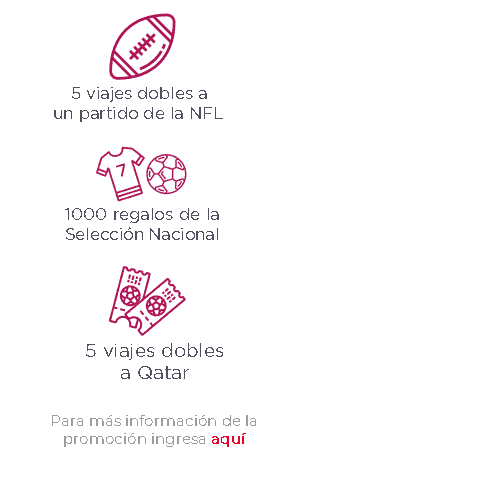 5 viajes dobles a
un partido de la NFL
7
1000 regalos de la
Selección Nacional
5 viajes dobles
a Qatar
Para más información de la
promoción ingresa aquí